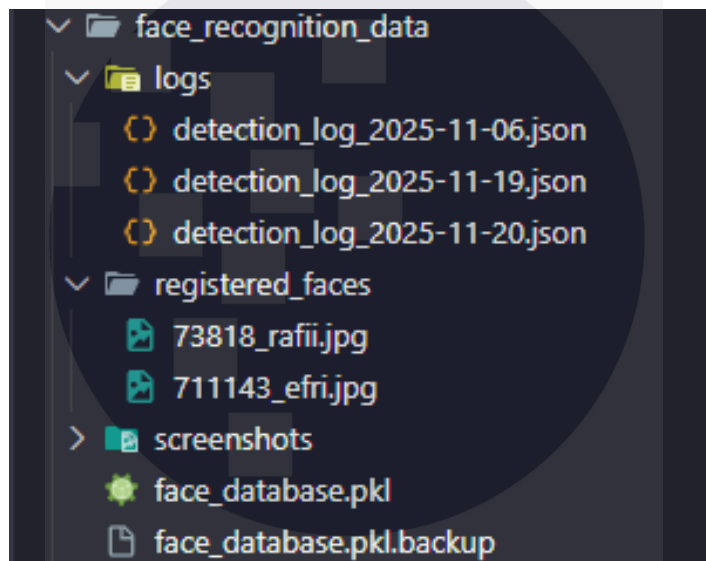 face_recognition_data
logs
detection_log_2025-11-06.json
detection_log_2025-11-19.json
detection_log_2025-11-20.json
registered_faces
73818_rafii.jpg
711143_efri.jpg
screenshots
face_database.pkl
face_database.pkl.backup